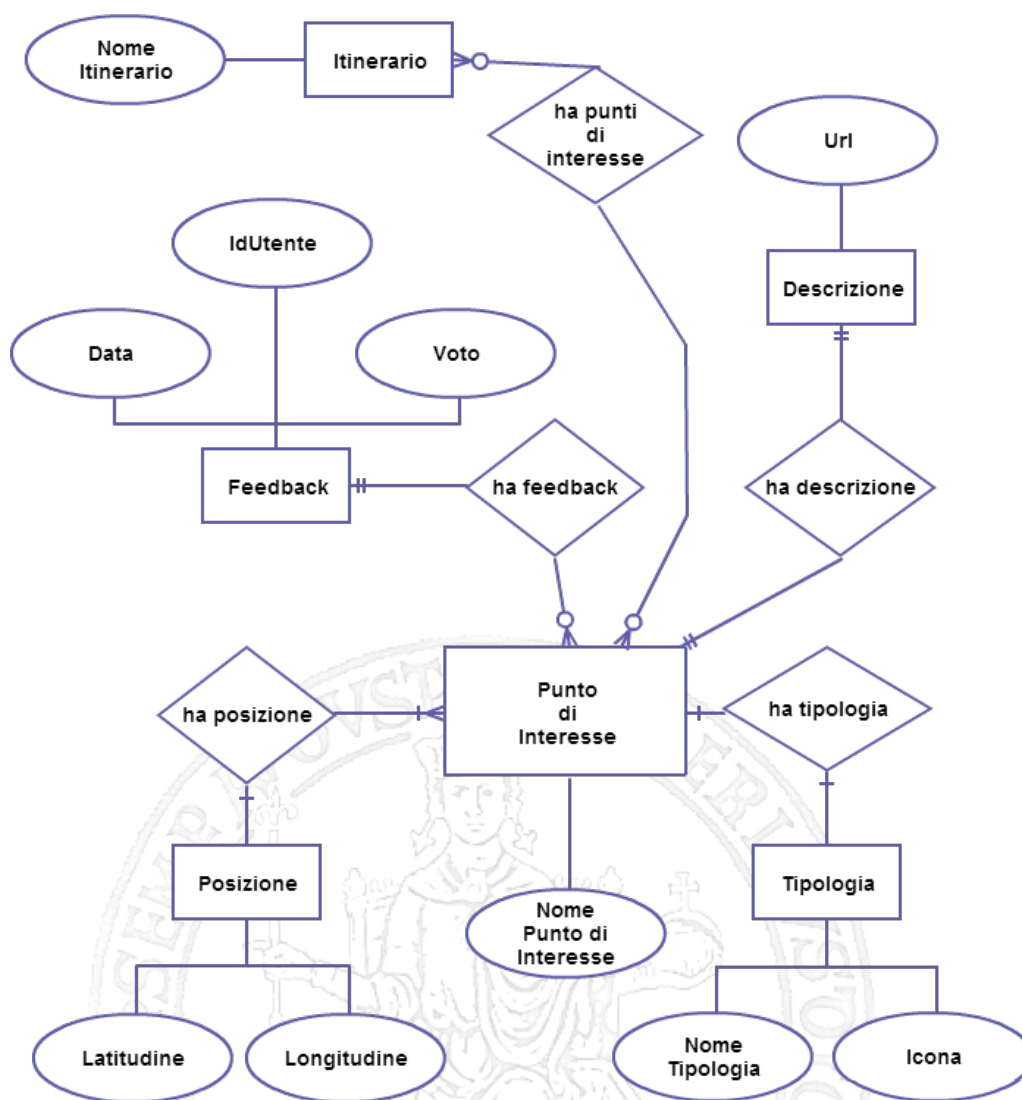 Nome
Itinerario
Itinerario
ha punti
di
interesse
Url
IdUtente
Descrizione
Data
Voto
Feedback
ha feedback
ha descrizione
Punto
di
Interesse
ha posizione
ha tipologia
Posizione
Tipologia
Nome
Punto di
Interesse
Latitudine
Longitudine
Nome
Tipologia
Icona